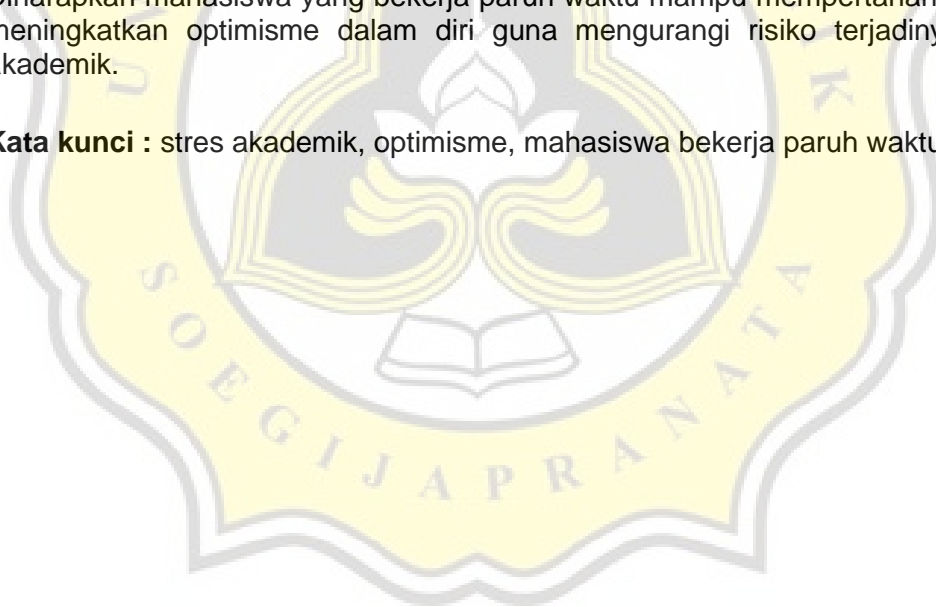 Diharapkan mahasiswa yang bekerja paruh waktu mampu mempertahan
meningkatkan optimisme dalam diri guna mengurangi risiko terjadiny
akademik.
Kata kunci : stres akademik, optimisme, mahasiswa bekerja paruh waktu
SOEGIJAPRANATA